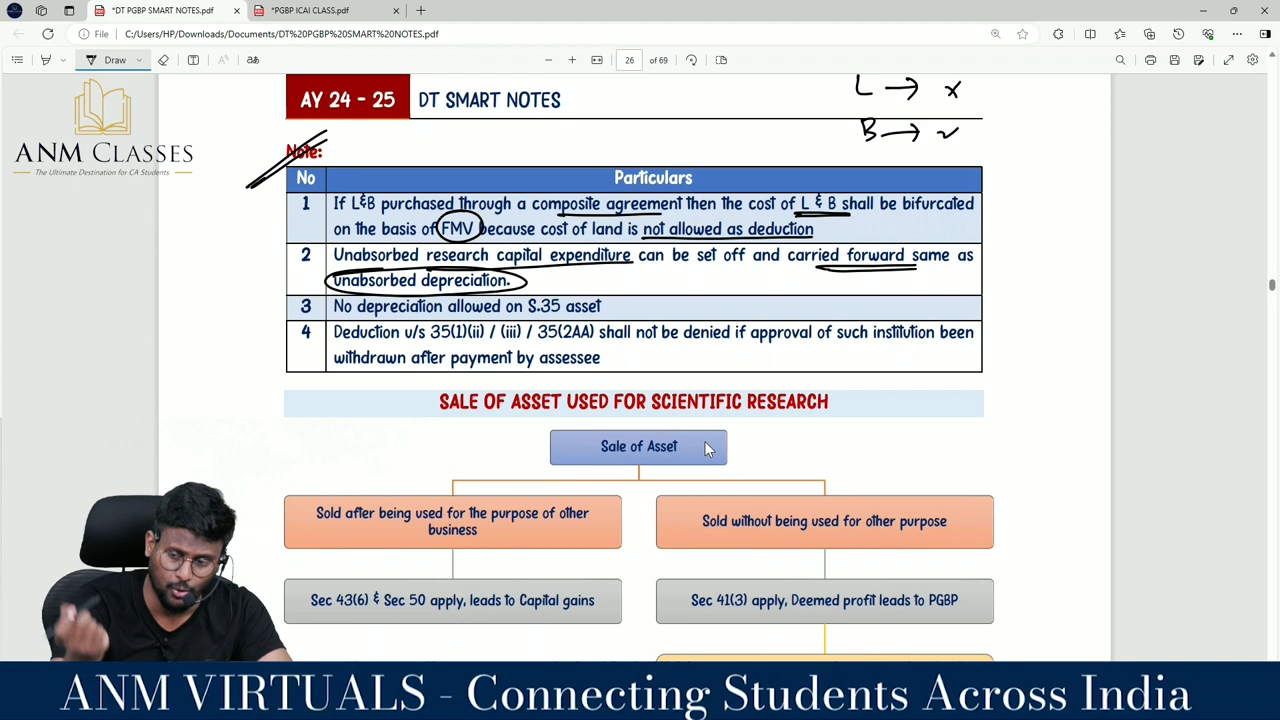 *DT PGBP SMART NOTES.pdf
*PGBP ICAI CLASS.pdf
File
C:/Users/HP/Downloads/Documents/DT%20PGBP%20SMART%20NOTES.pdf
Draw
26 of 69
AY 24 - 25 DT SMART NOTES
L → x
B → ✓
ANM CLASSES
The Ultimate Destination for CA Students
Note:
No Particulars
1 If L&B purchased through a composite agreement then the cost of L & B shall be bifurcated
on the basis of FMV because cost of land is not allowed as deduction
2 Unabsorbed research capital expenditure can be set off and carried forward same as
unabsorbed depreciation.
3 No depreciation allowed on S.35 asset
4 Deduction u/s 35(1)(ii) / (iii) / 35(2AA) shall not be denied if approval of such institution been
withdrawn after payment by assessee
SALE OF ASSET USED FOR SCIENTIFIC RESEARCH
Sale of Asset
Sold after being used for the purpose of other
business
Sold without being used for other purpose
Sec 43(6) & Sec 50 apply, leads to Capital gains
Sec 41(3) apply, Deemed profit leads to PGBP
ANM VIRTUALS - Connecting Students Across India